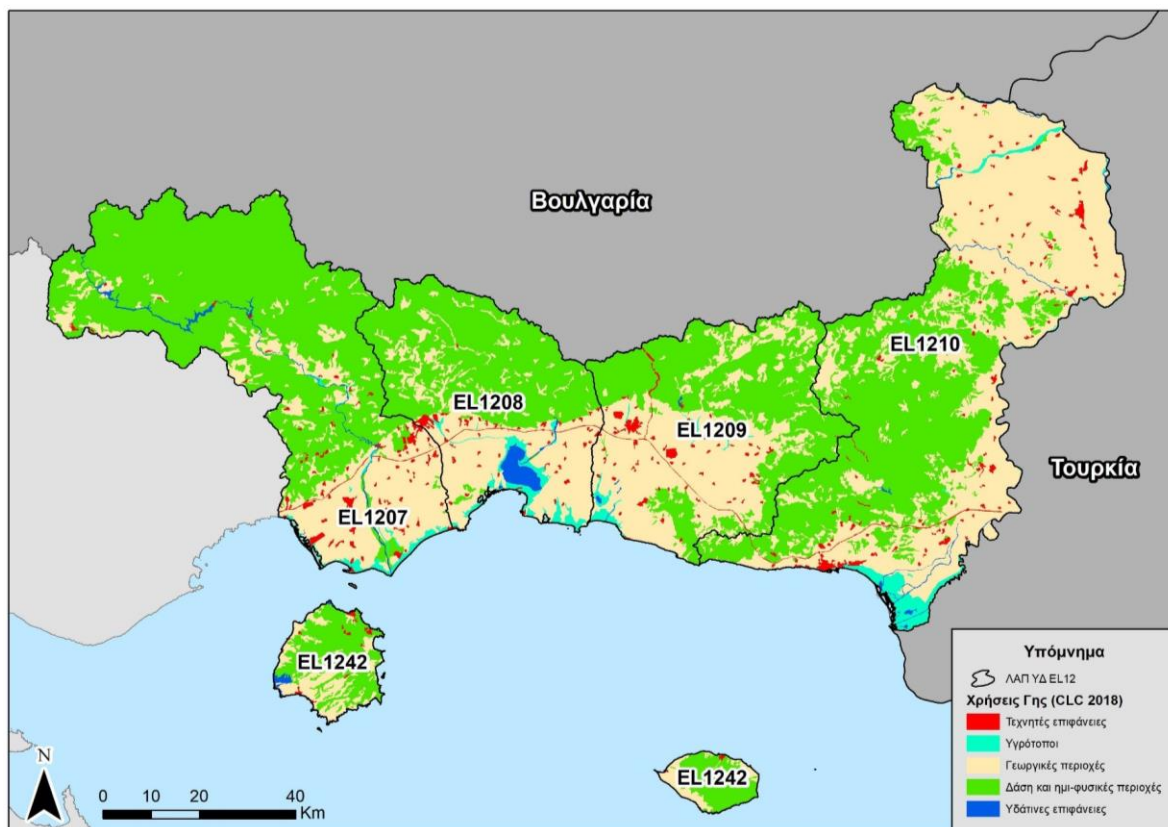 Βουλγαρία
EL1210
EL1208
EL1209
Τουρκία
EL1207
EL1242
EL1242
N
0 10 20 40
Km
Υπόμνημα
ΛΑΠ ΥΔ EL12
Χρήσεις Γης (CLC 2018)
Τεχνητές επιφάνειες
Υγρότοποι
Γεωργικές περιοχές
Δάση και ημι-φυσικές περιοχές
Υδάτινες επιφάνειες